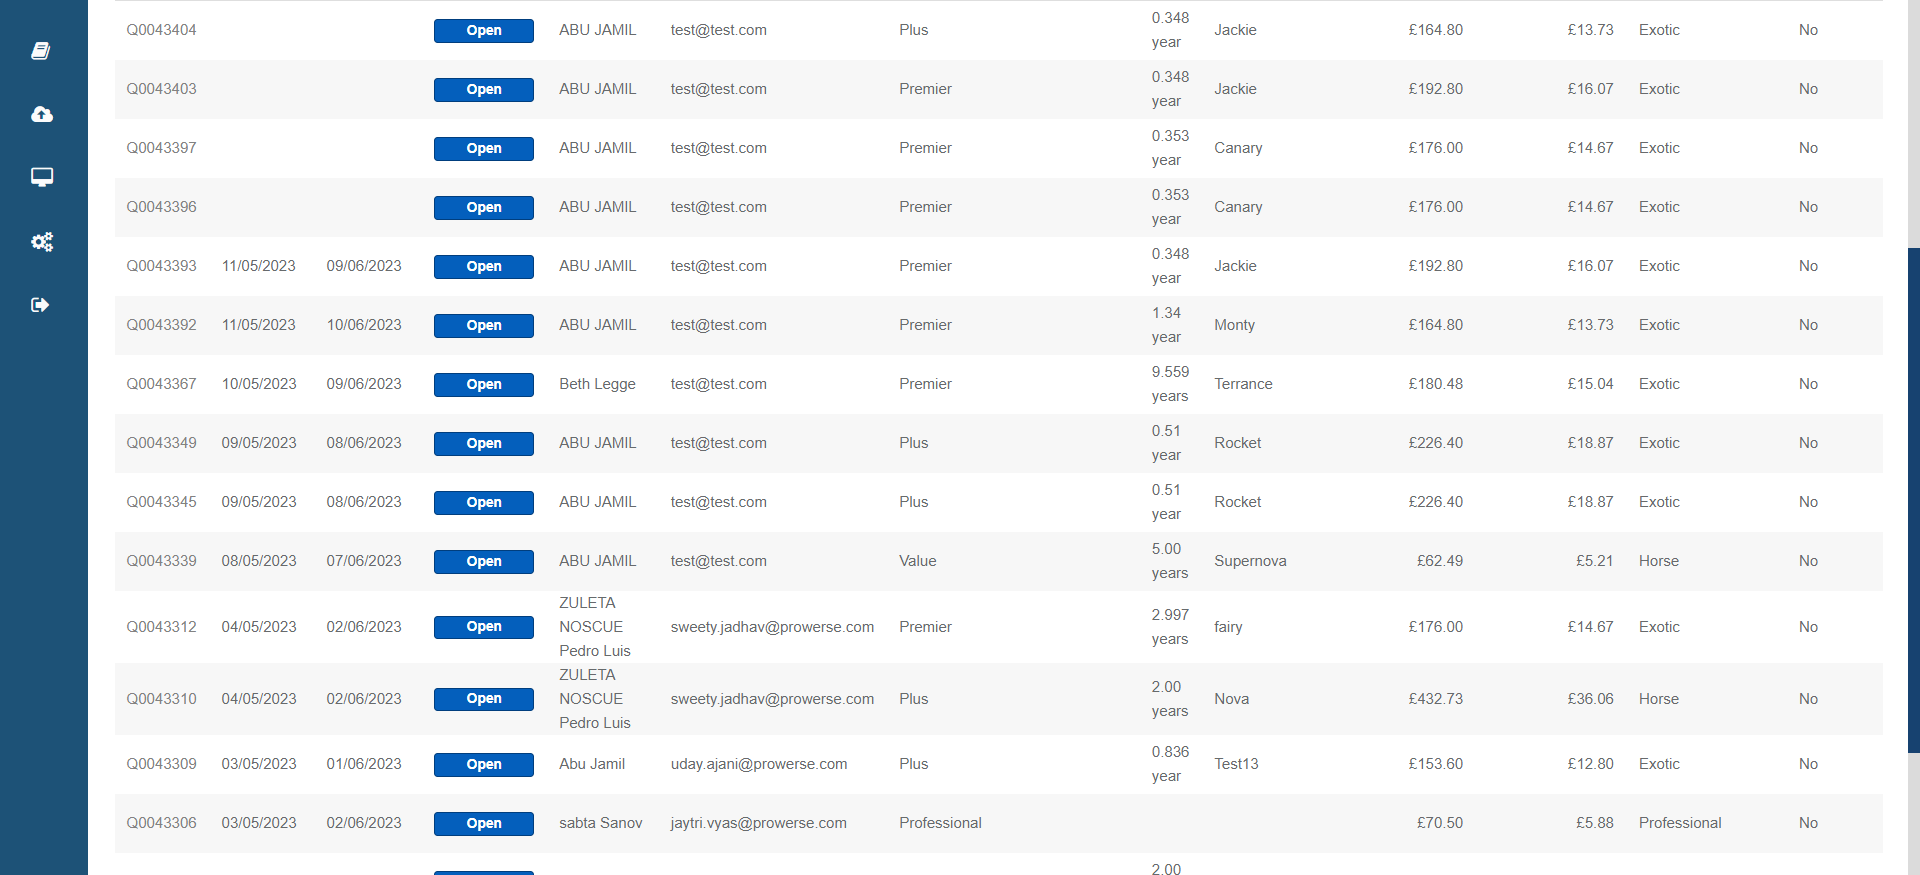 Q0043404 Open ABU JAMIL test@test.com Plus 0.348 year Jackie £164.80 £13.73 Exotic No
Q0043403 Open ABU JAMIL test@test.com Premier 0.348 year Jackie £192.80 £16.07 Exotic No
Q0043397 Open ABU JAMIL test@test.com Premier 0.353 year Canary £176.00 £14.67 Exotic No
Q0043396 Open ABU JAMIL test@test.com Premier 0.353 year Canary £176.00 £14.67 Exotic No
Q0043393 11/05/2023 09/06/2023 Open ABU JAMIL test@test.com Premier 0.348 year Jackie £192.80 £16.07 Exotic No
Q0043392 11/05/2023 10/06/2023 Open ABU JAMIL test@test.com Premier 1.34 year Monty £164.80 £13.73 Exotic No
Q0043367 10/05/2023 09/06/2023 Open Beth Legge test@test.com Premier 9.559 years Terrance £180.48 £15.04 Exotic No
Q0043349 09/05/2023 08/06/2023 Open ABU JAMIL test@test.com Plus 0.51 year Rocket £226.40 £18.87 Exotic No
Q0043345 09/05/2023 08/06/2023 Open ABU JAMIL test@test.com Plus 0.51 year Rocket £226.40 £18.87 Exotic No
Q0043339 08/05/2023 07/06/2023 Open ABU JAMIL test@test.com Value 5.00 years Supernova £62.49 £5.21 Horse No
Q0043312 04/05/2023 02/06/2023 Open ZULETA NOSCUE Pedro Luis sweety.jadhav@prowerse.com Premier 2.997 years fairy £176.00 £14.67 Exotic No
Q0043310 04/05/2023 02/06/2023 Open ZULETA NOSCUE Pedro Luis sweety.jadhav@prowerse.com Plus 2.00 years Nova £432.73 £36.06 Horse No
Q0043309 03/05/2023 01/06/2023 Open Abu Jamil uday.ajani@prowerse.com Plus 0.836 year Test13 £153.60 £12.80 Exotic No
Q0043306 03/05/2023 02/06/2023 Open sabta Sanov jaytri.vyas@prowerse.com Professional £70.50 £5.88 Professional No
2.00